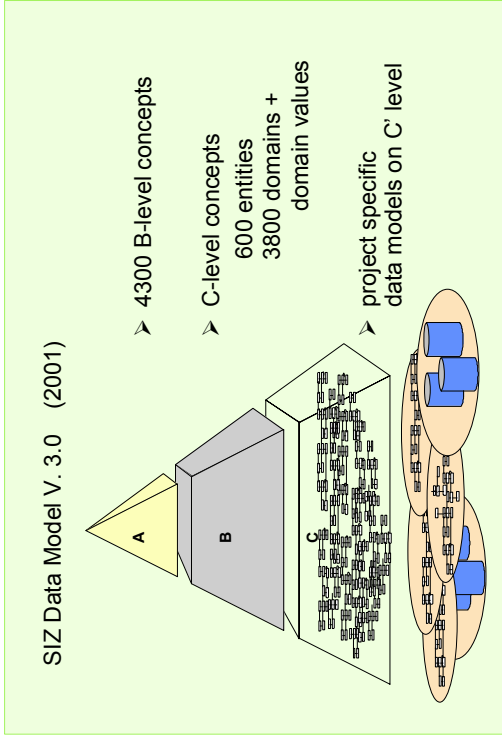 SIZ Data Model V. 3.0 (2001)
A
B
C
➢ 4300 B-level concepts
➢ C-level concepts
600 entities
3800 domains +
domain values
➢ project specific
data models on C' level